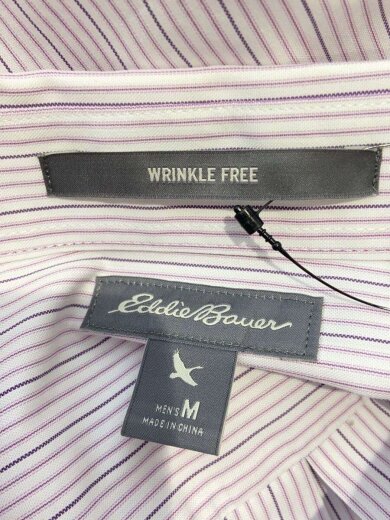 WRINKLE FREE
Eddie Bauer
MEN'S M
MADE IN CHINA